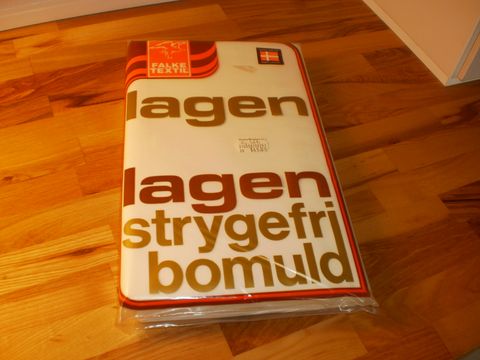 FALKE
TEXTIL
lagen
lagen
strygefri
bomuld